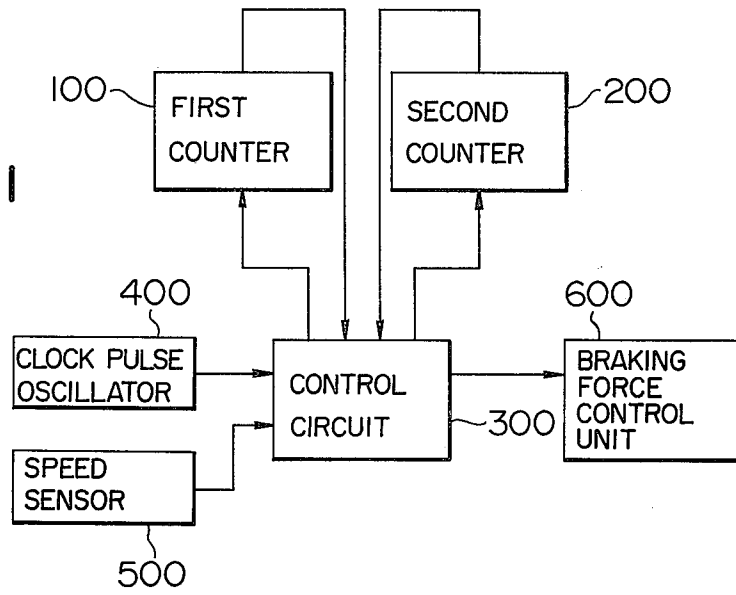 100
FIRST
COUNTER
SECOND
COUNTER
200
400
CLOCK PULSE
OSCILLATOR
CONTROL
CIRCUIT
300
600
BRAKING
FORCE
CONTROL
UNIT
SPEED
SENSOR
500